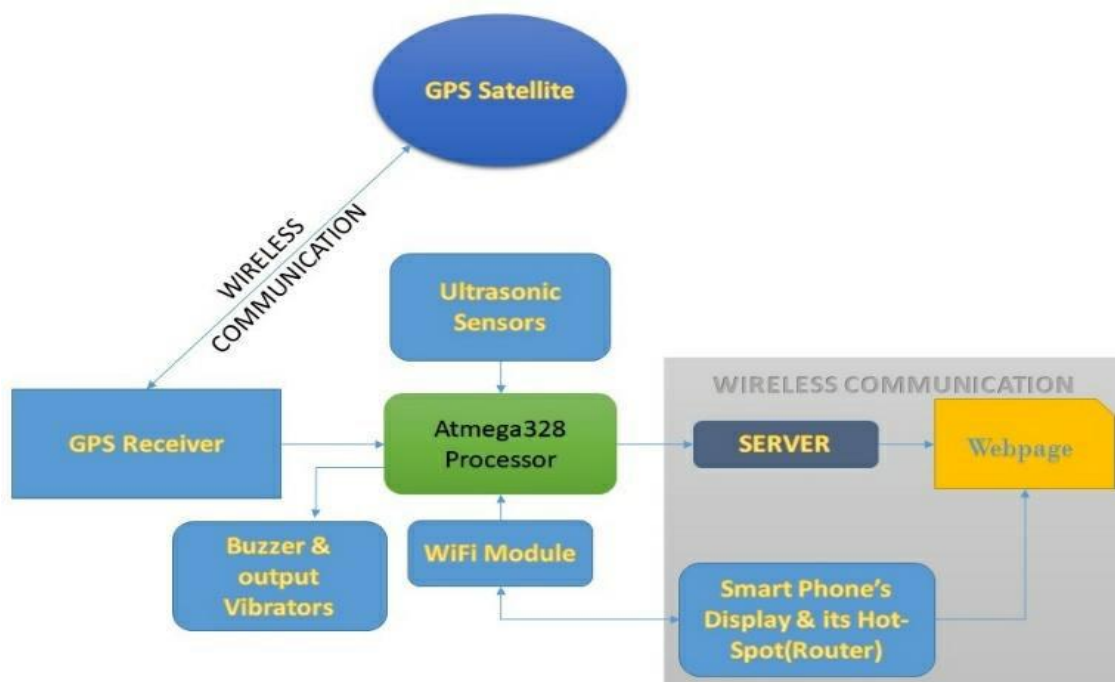 GPS Satellite
WIRELESS
COMMUNICATION
Ultrasonic
Sensors
WIRELESS COMMUNICATION
GPS Receiver
Atmega328
Processor
SERVER
Webpage
Buzzer &
output
Vibrators
WiFi Module
Smart Phone’s
Display & its Hot-
Spot(Router)